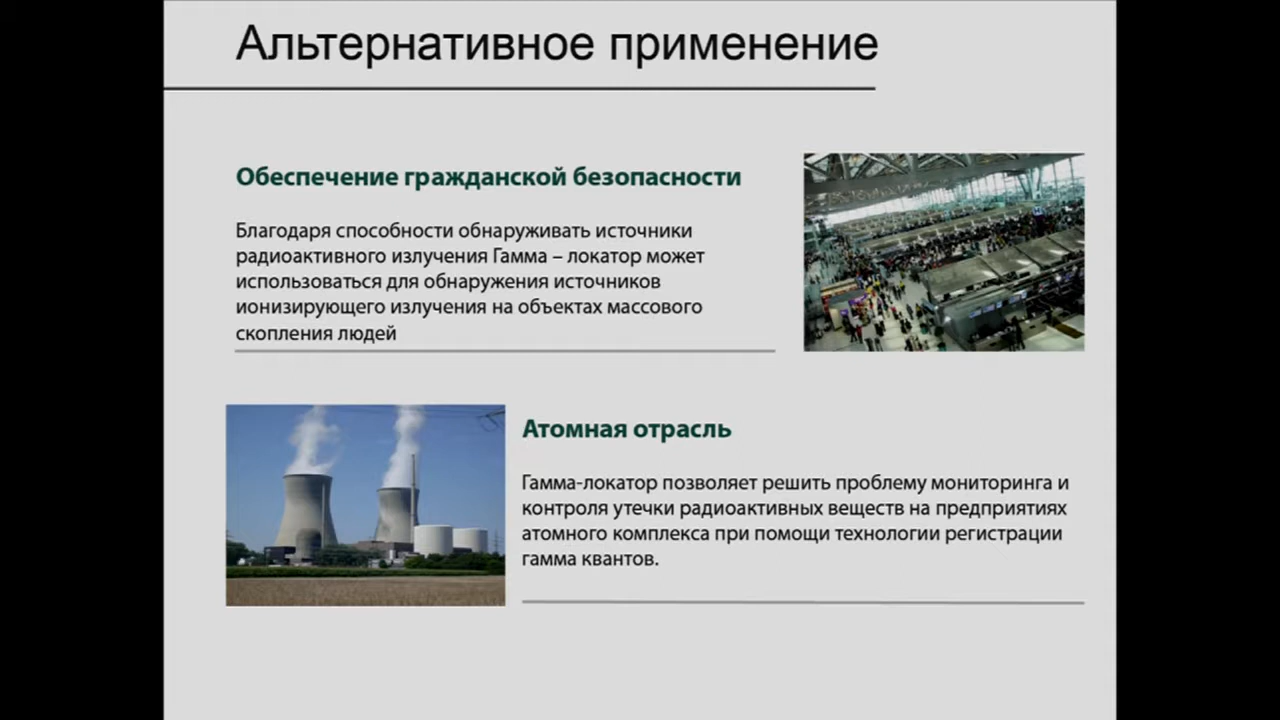 Альтернативное применение
Обеспечение гражданской безопасности
Благодаря способности обнаруживать источники
радиоактивного излучения Гамма – локатор может
использоваться для обнаружения источников
ионизирующего излучения на объектах массового
скопления людей
Атомная отрасль
Гамма-локатор позволяет решить проблему мониторинга и
контроля утечки радиоактивных веществ на предприятиях
атомного комплекса при помощи технологии регистрации
гамма квантов.